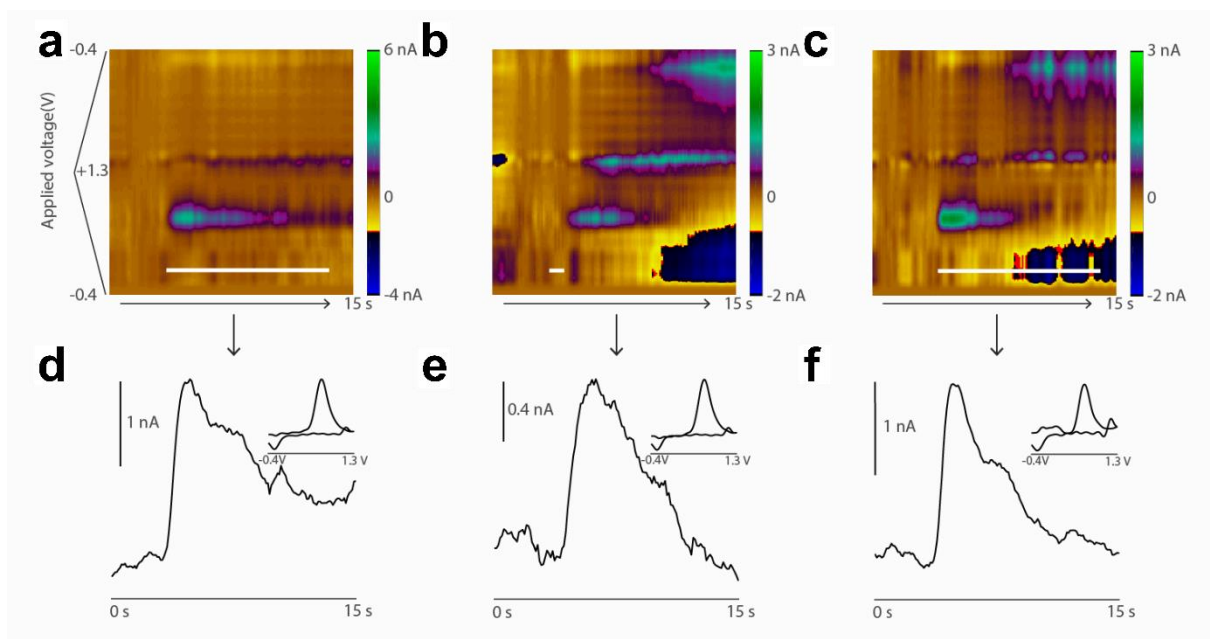 a
b
c
-0.4
6 nA
3 nA
3 nA
Applied voltage(V)
+1.3
0
0
0
-0.4
-4 nA
-2 nA
-2 nA
15 s
15 s
15 s
d
e
f
1 nA
0.4 nA
1 nA
-0.4V
1.3 V
-0.4V
1.3 V
-0.4V
1.3 V
0 s
15 s
0 s
15 s
0 s
15 s